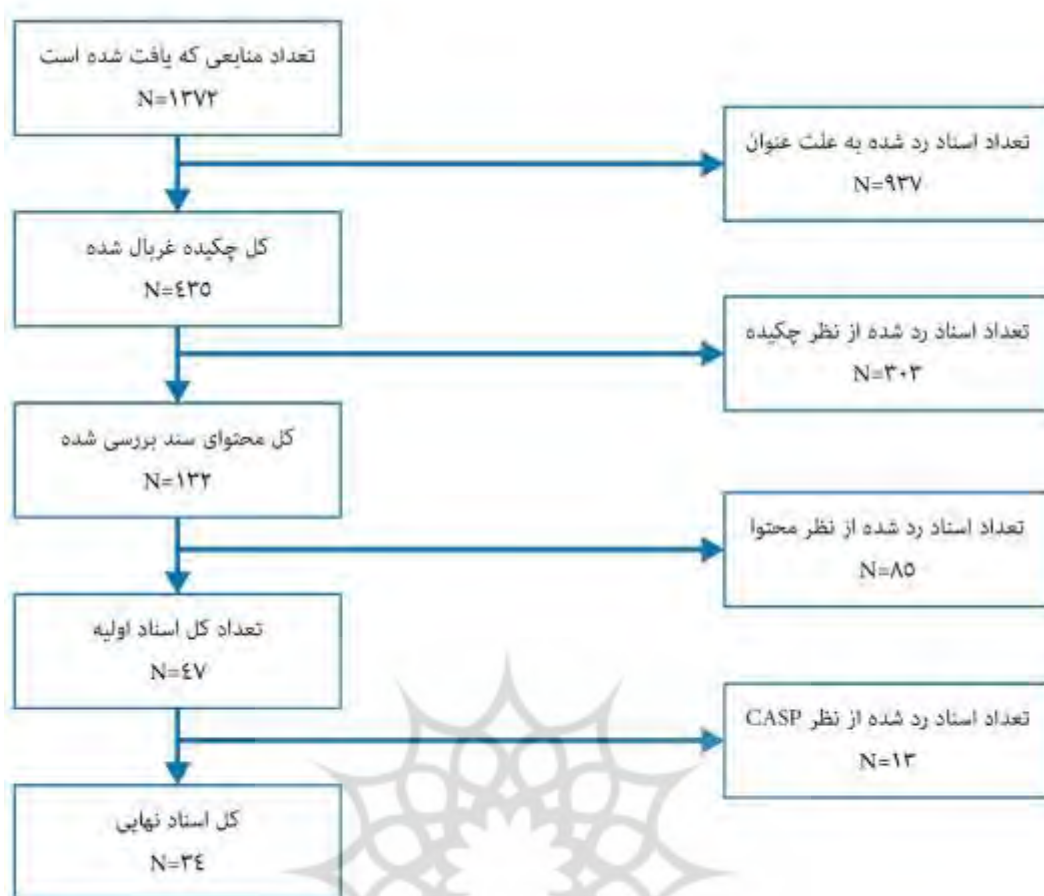 تعداد منابعی که یافت شده است
N=۱۳۷۲
تعداد اسناد رد شده به علت عنوان
N=۹۳۷
کل چکیده غربال شده
N=٤۳٥
تعداد اسناد رد شده از نظر چکیده
N=۳۰۳
کل محتوای سند بررسی شده
N=۱۳۲
تعداد اسناد رد شده از نظر محتوا
N=۸٥
تعداد کل اسناد اولیه
N=٤۷
تعداد اسناد رد شده از نظر CASP
N=۱۳
کل اسناد نهایی
N=۳٤